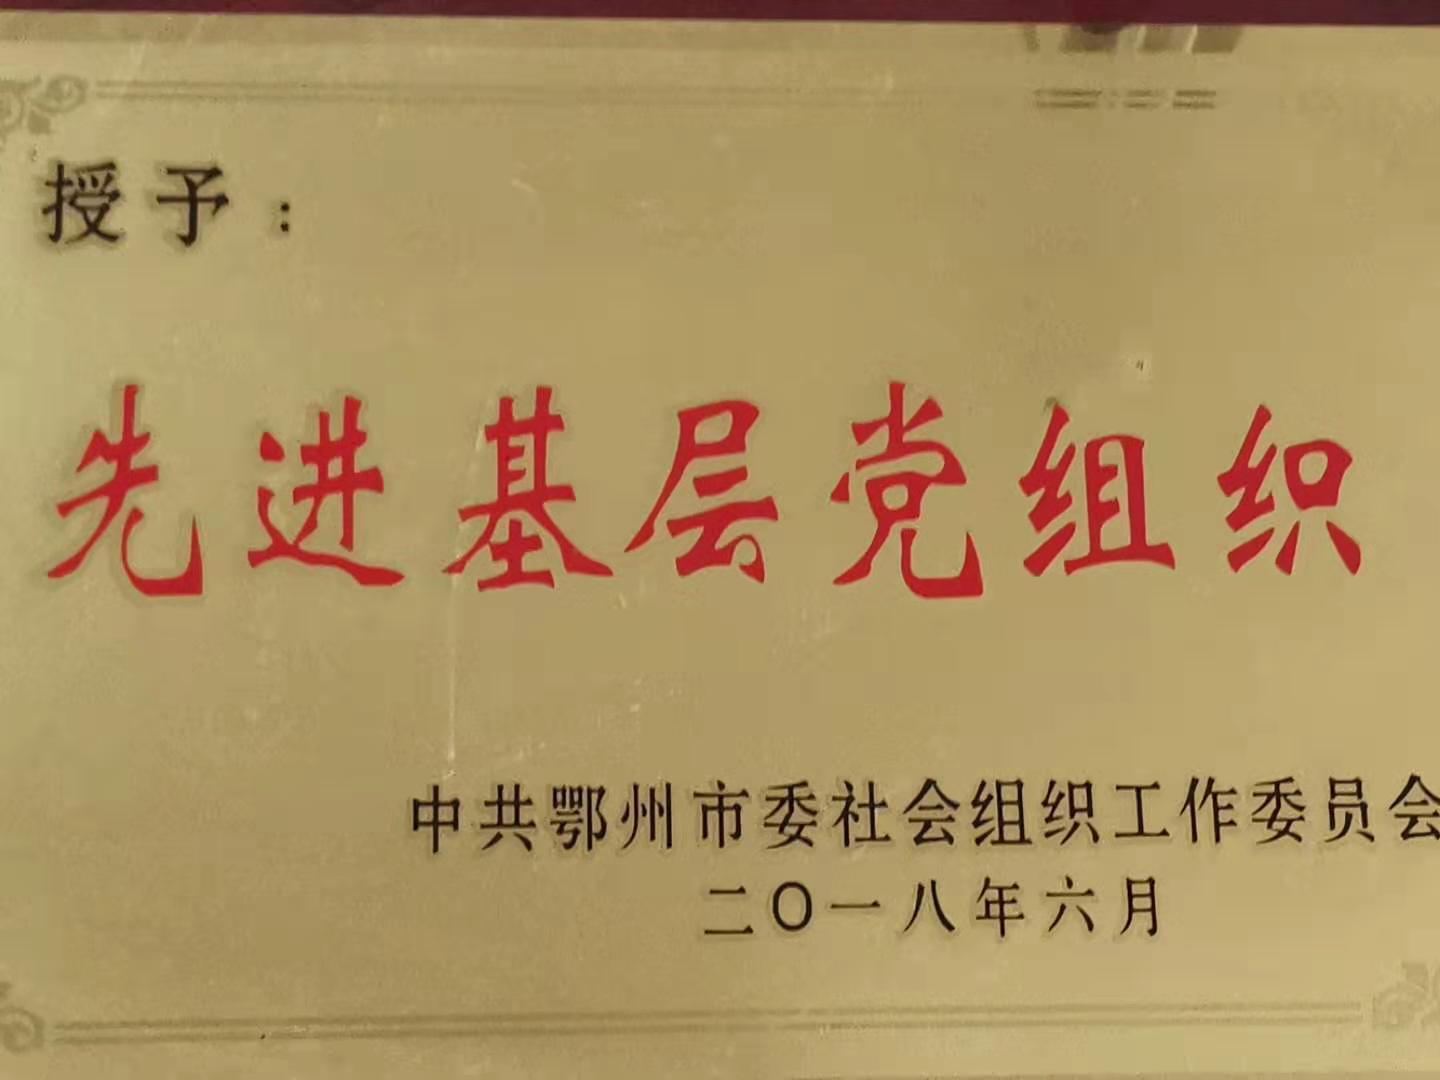 授予：
先进基层党组织
中共鄂州市委社会组织工作委员会
二〇一八年六月